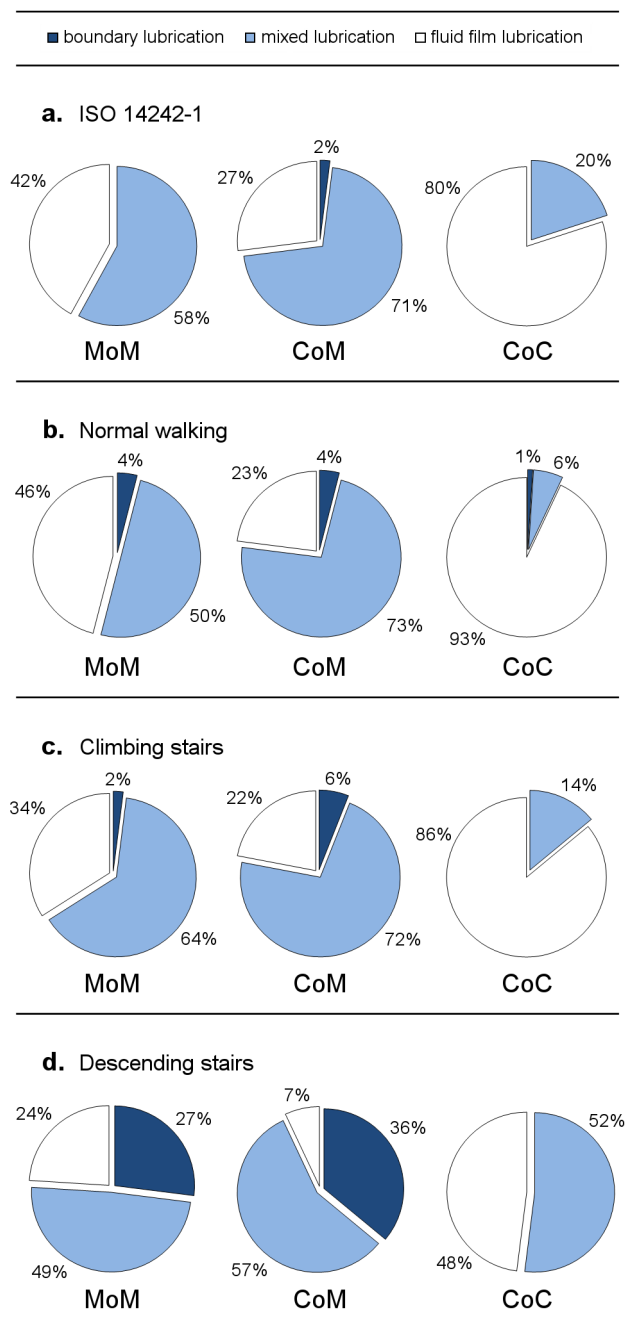 boundary lubrication mixed lubrication fluid film lubrication
a. ISO 14242-1
42% 58% 27% 2% 71% 80% 20%
MoM CoM CoC
b. Normal walking
46% 4% 50% 23% 4% 73% 1% 6% 93%
MoM CoM CoC
c. Climbing stairs
34% 2% 64% 22% 6% 72% 86% 14%
MoM CoM CoC
d. Descending stairs
24% 27% 49% 7% 36% 57% 52% 48%
MoM CoM CoC